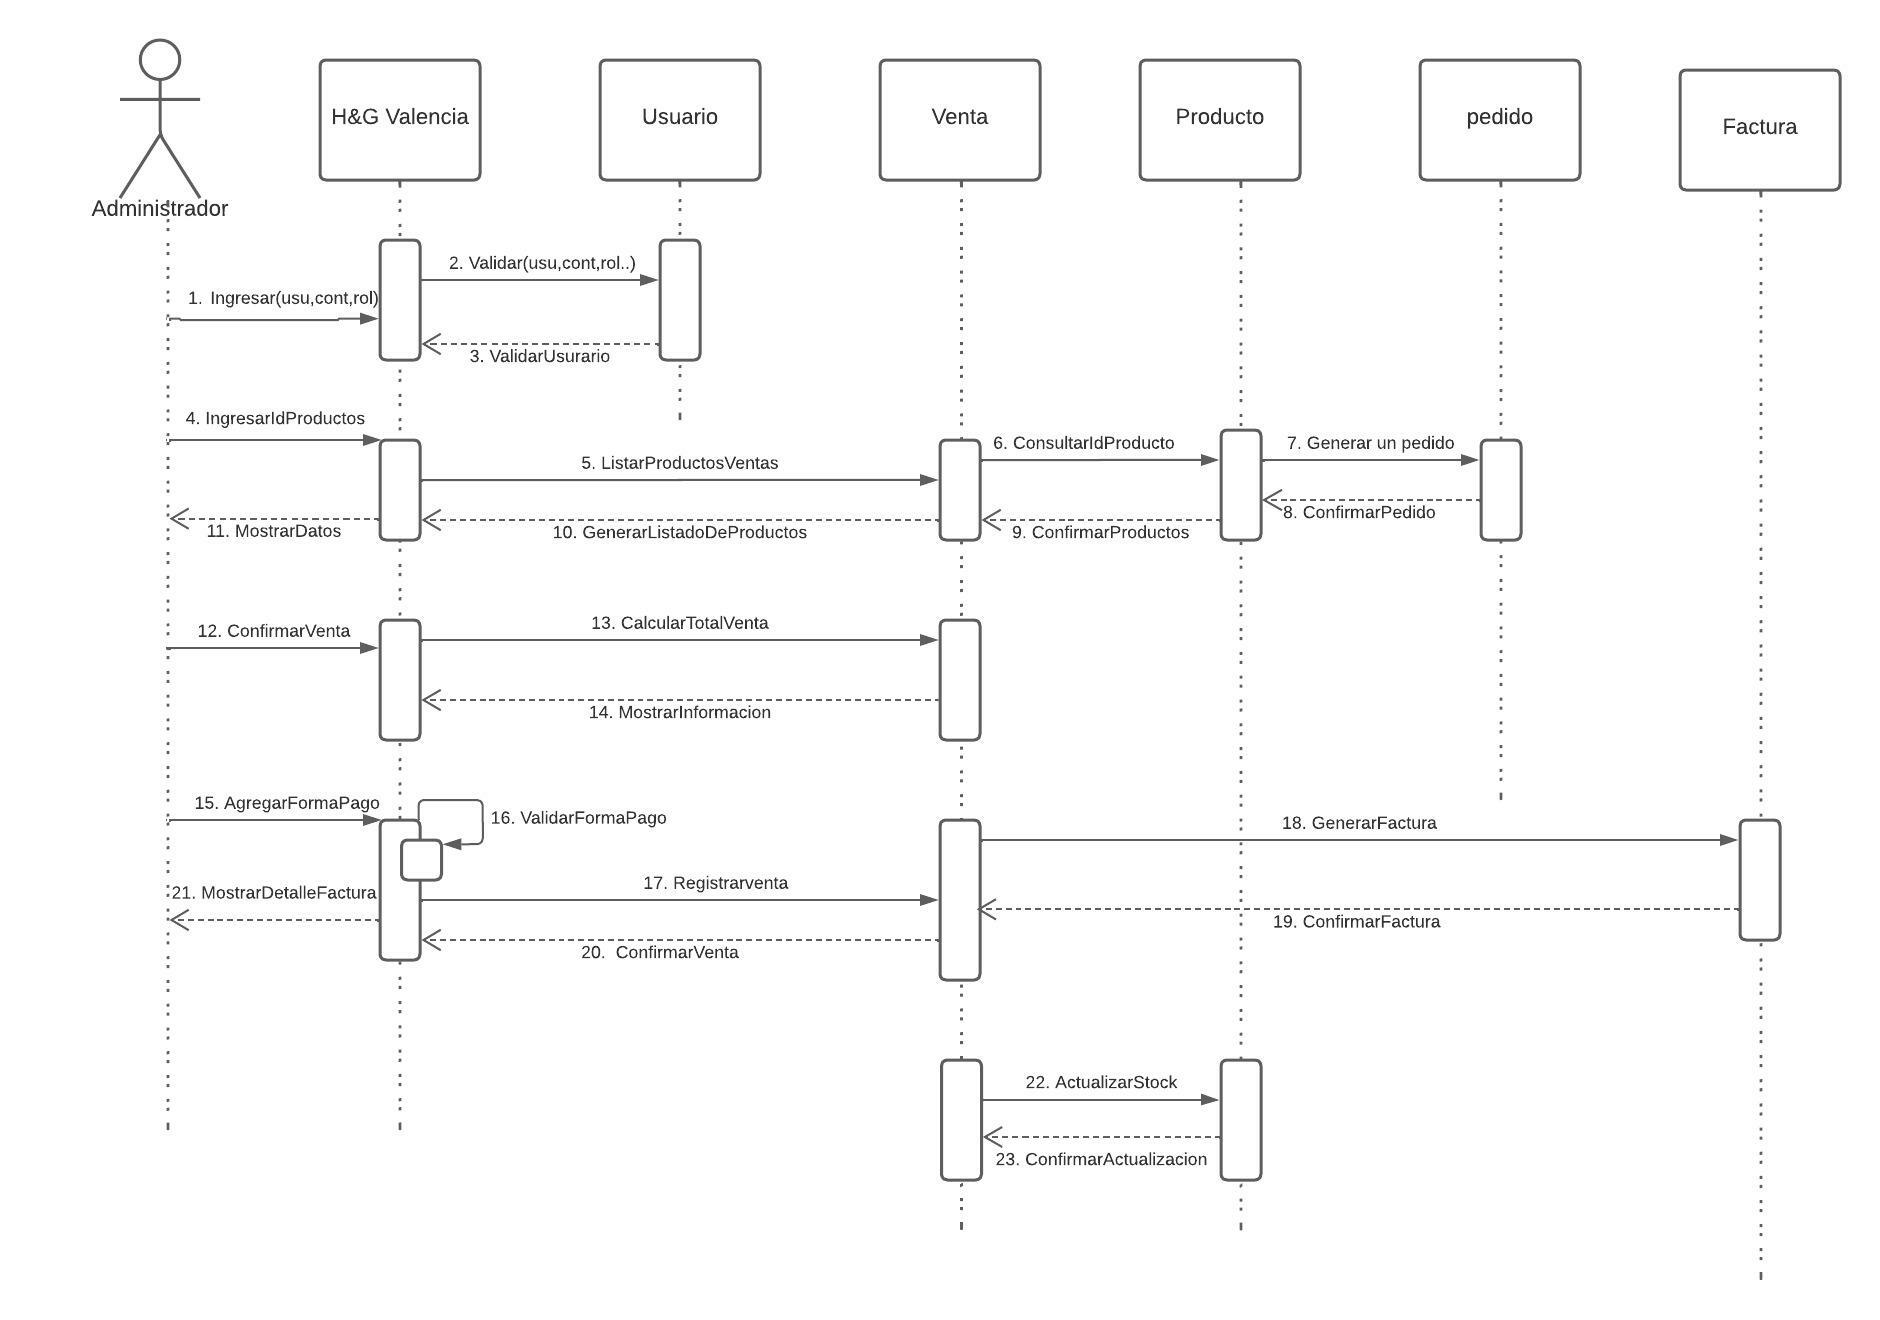 H&G Valencia
Usuario
Venta
Producto
pedido
Factura
Administrador
2. Validar(usu,cont,rol..)
1. Ingresar(usu,cont,rol)
3. ValidarUsurario
4. IngresarIdProductos
5. ListarProductosVentas
6. ConsultarIdProducto
7. Generar un pedido
8. ConfirmarPedido
9. ConfirmarProductos
10. GenerarListadoDeProductos
11. MostrarDatos
12. ConfirmarVenta
13. CalcularTotalVenta
14. MostrarInformacion
15. AgregarFormaPago
16. ValidarFormaPago
17. Registrarventa
18. GenerarFactura
19. ConfirmarFactura
20. ConfirmarVenta
21. MostrarDetalleFactura
22. ActualizarStock
23. ConfirmarActualizacion